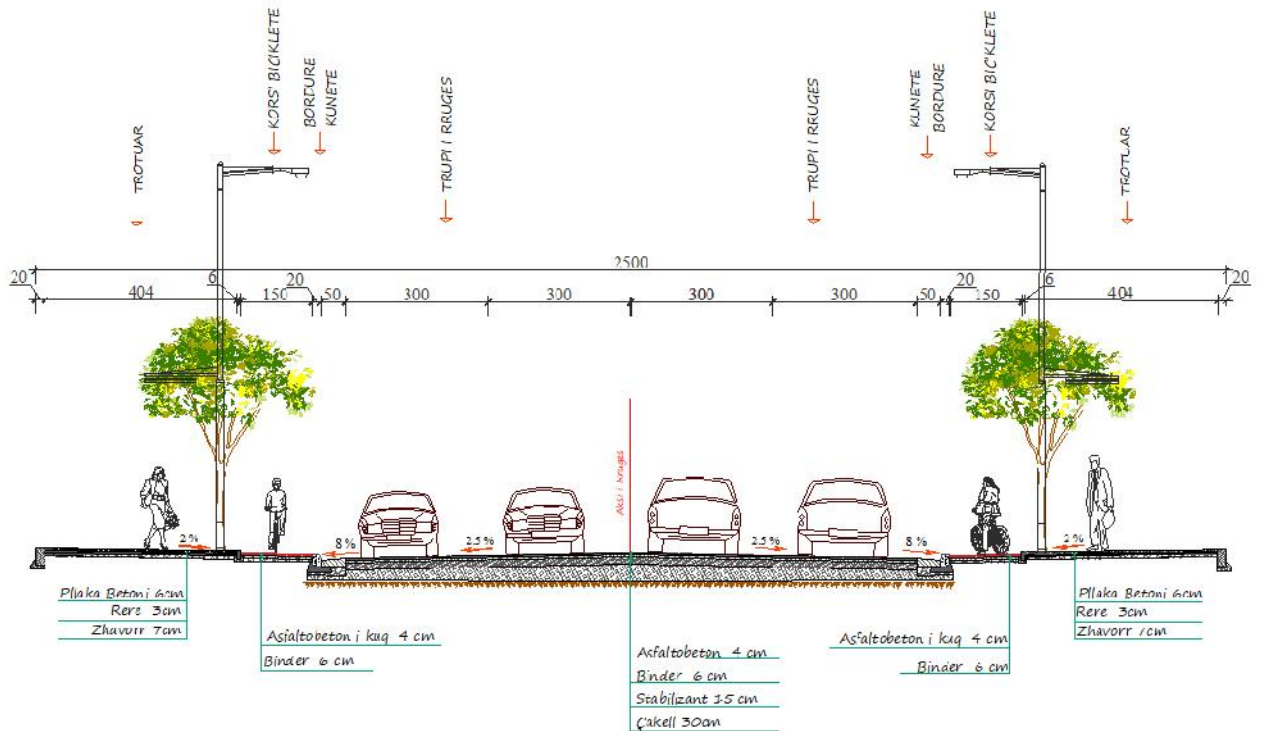 TROTUAR
KORSI BICIKLETE
BORDURE
KUNETE
TRUPI I RRUGES
TRUPI I RRUGES
KUNETE
BORDURE
KORSI BICIKLETE
TROTUAR
2500
20 404 6 150 20 50 300 300 300 300 50 20 150 6 404 20
Aksi i Rruges
2% 8% 2.5% 2.5% 8% 2%
Pllaka Betoni 6cm
Rere 3cm
Zhavorr 7cm
Asfaltobeton i kuq 4 cm
Binder 6 cm
Asfaltobeton 4 cm
Binder 6 cm
Stabilizant 15 cm
Çakell 30cm
Asfaltobeton i kuq 4 cm
Binder 6 cm
Pllaka Betoni 6cm
Rere 3cm
Zhavorr 7cm